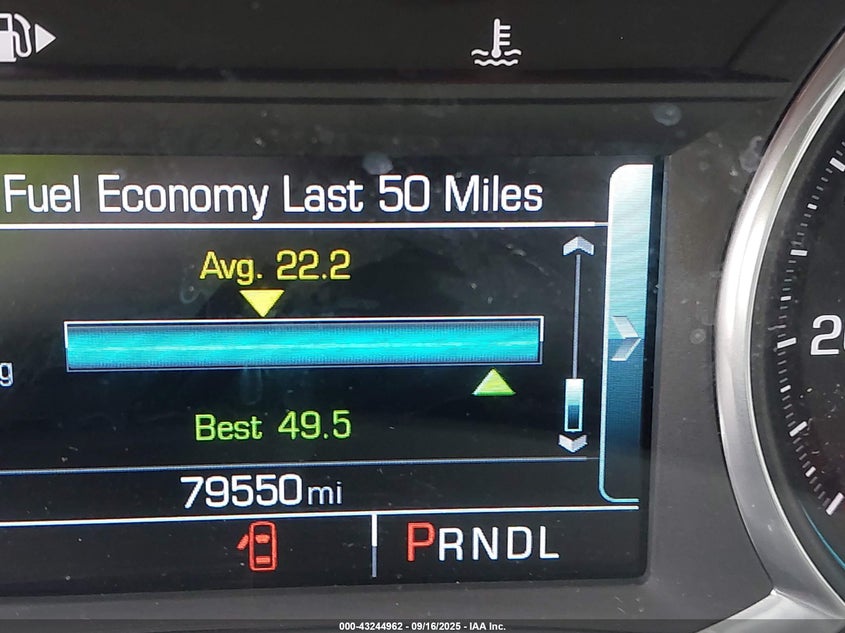 Fuel Economy Last 50 Miles
Avg. 22.2
g
Best 49.5
79550 mi
PRNDL
000-43244962 - 09/16/2025 - IAA Inc.